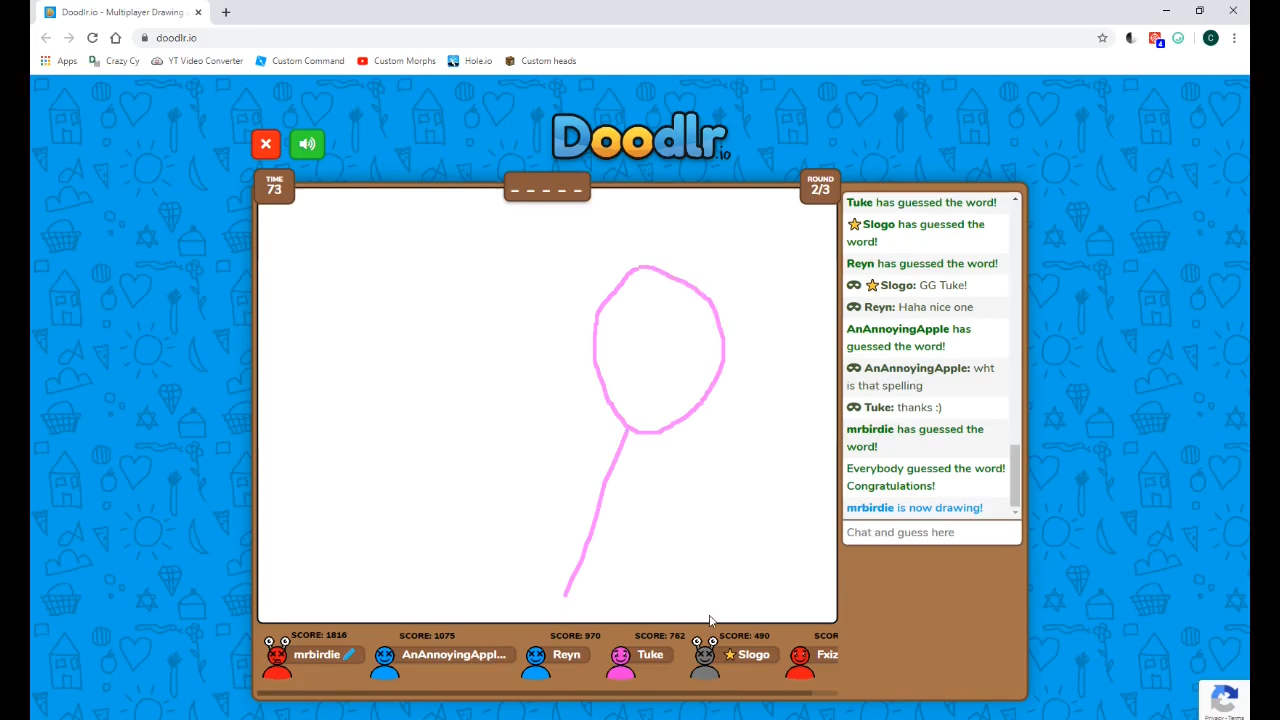 Doodlr.io - Multiplayer Drawing
doodlr.io
Apps Crazy Cy YT Video Converter Custom Command Custom Morphs Hole.io Custom heads
4
C
Doodlr.io
TIME
73
_ _ _ _ _
ROUND
2/3
Tuke has guessed the word!
Slogo has guessed the
word!
Reyn has guessed the word!
Slogo: GG Tuke!
Reyn: Haha nice one
AnAnnoyingApple has
guessed the word!
AnAnnoyingApple: wht
is that spelling
Tuke: thanks :)
mrbirdie has guessed the
word!
Everybody guessed the word!
Congratulations!
mrbirdie is now drawing!
Chat and guess here
SCORE: 1816 SCORE: 1075 SCORE: 970 SCORE: 762 SCORE: 490 SCOR
mrbirdie AnAnnoyingAppl... Reyn Tuke Slogo Fxiz
Privacy - Terms